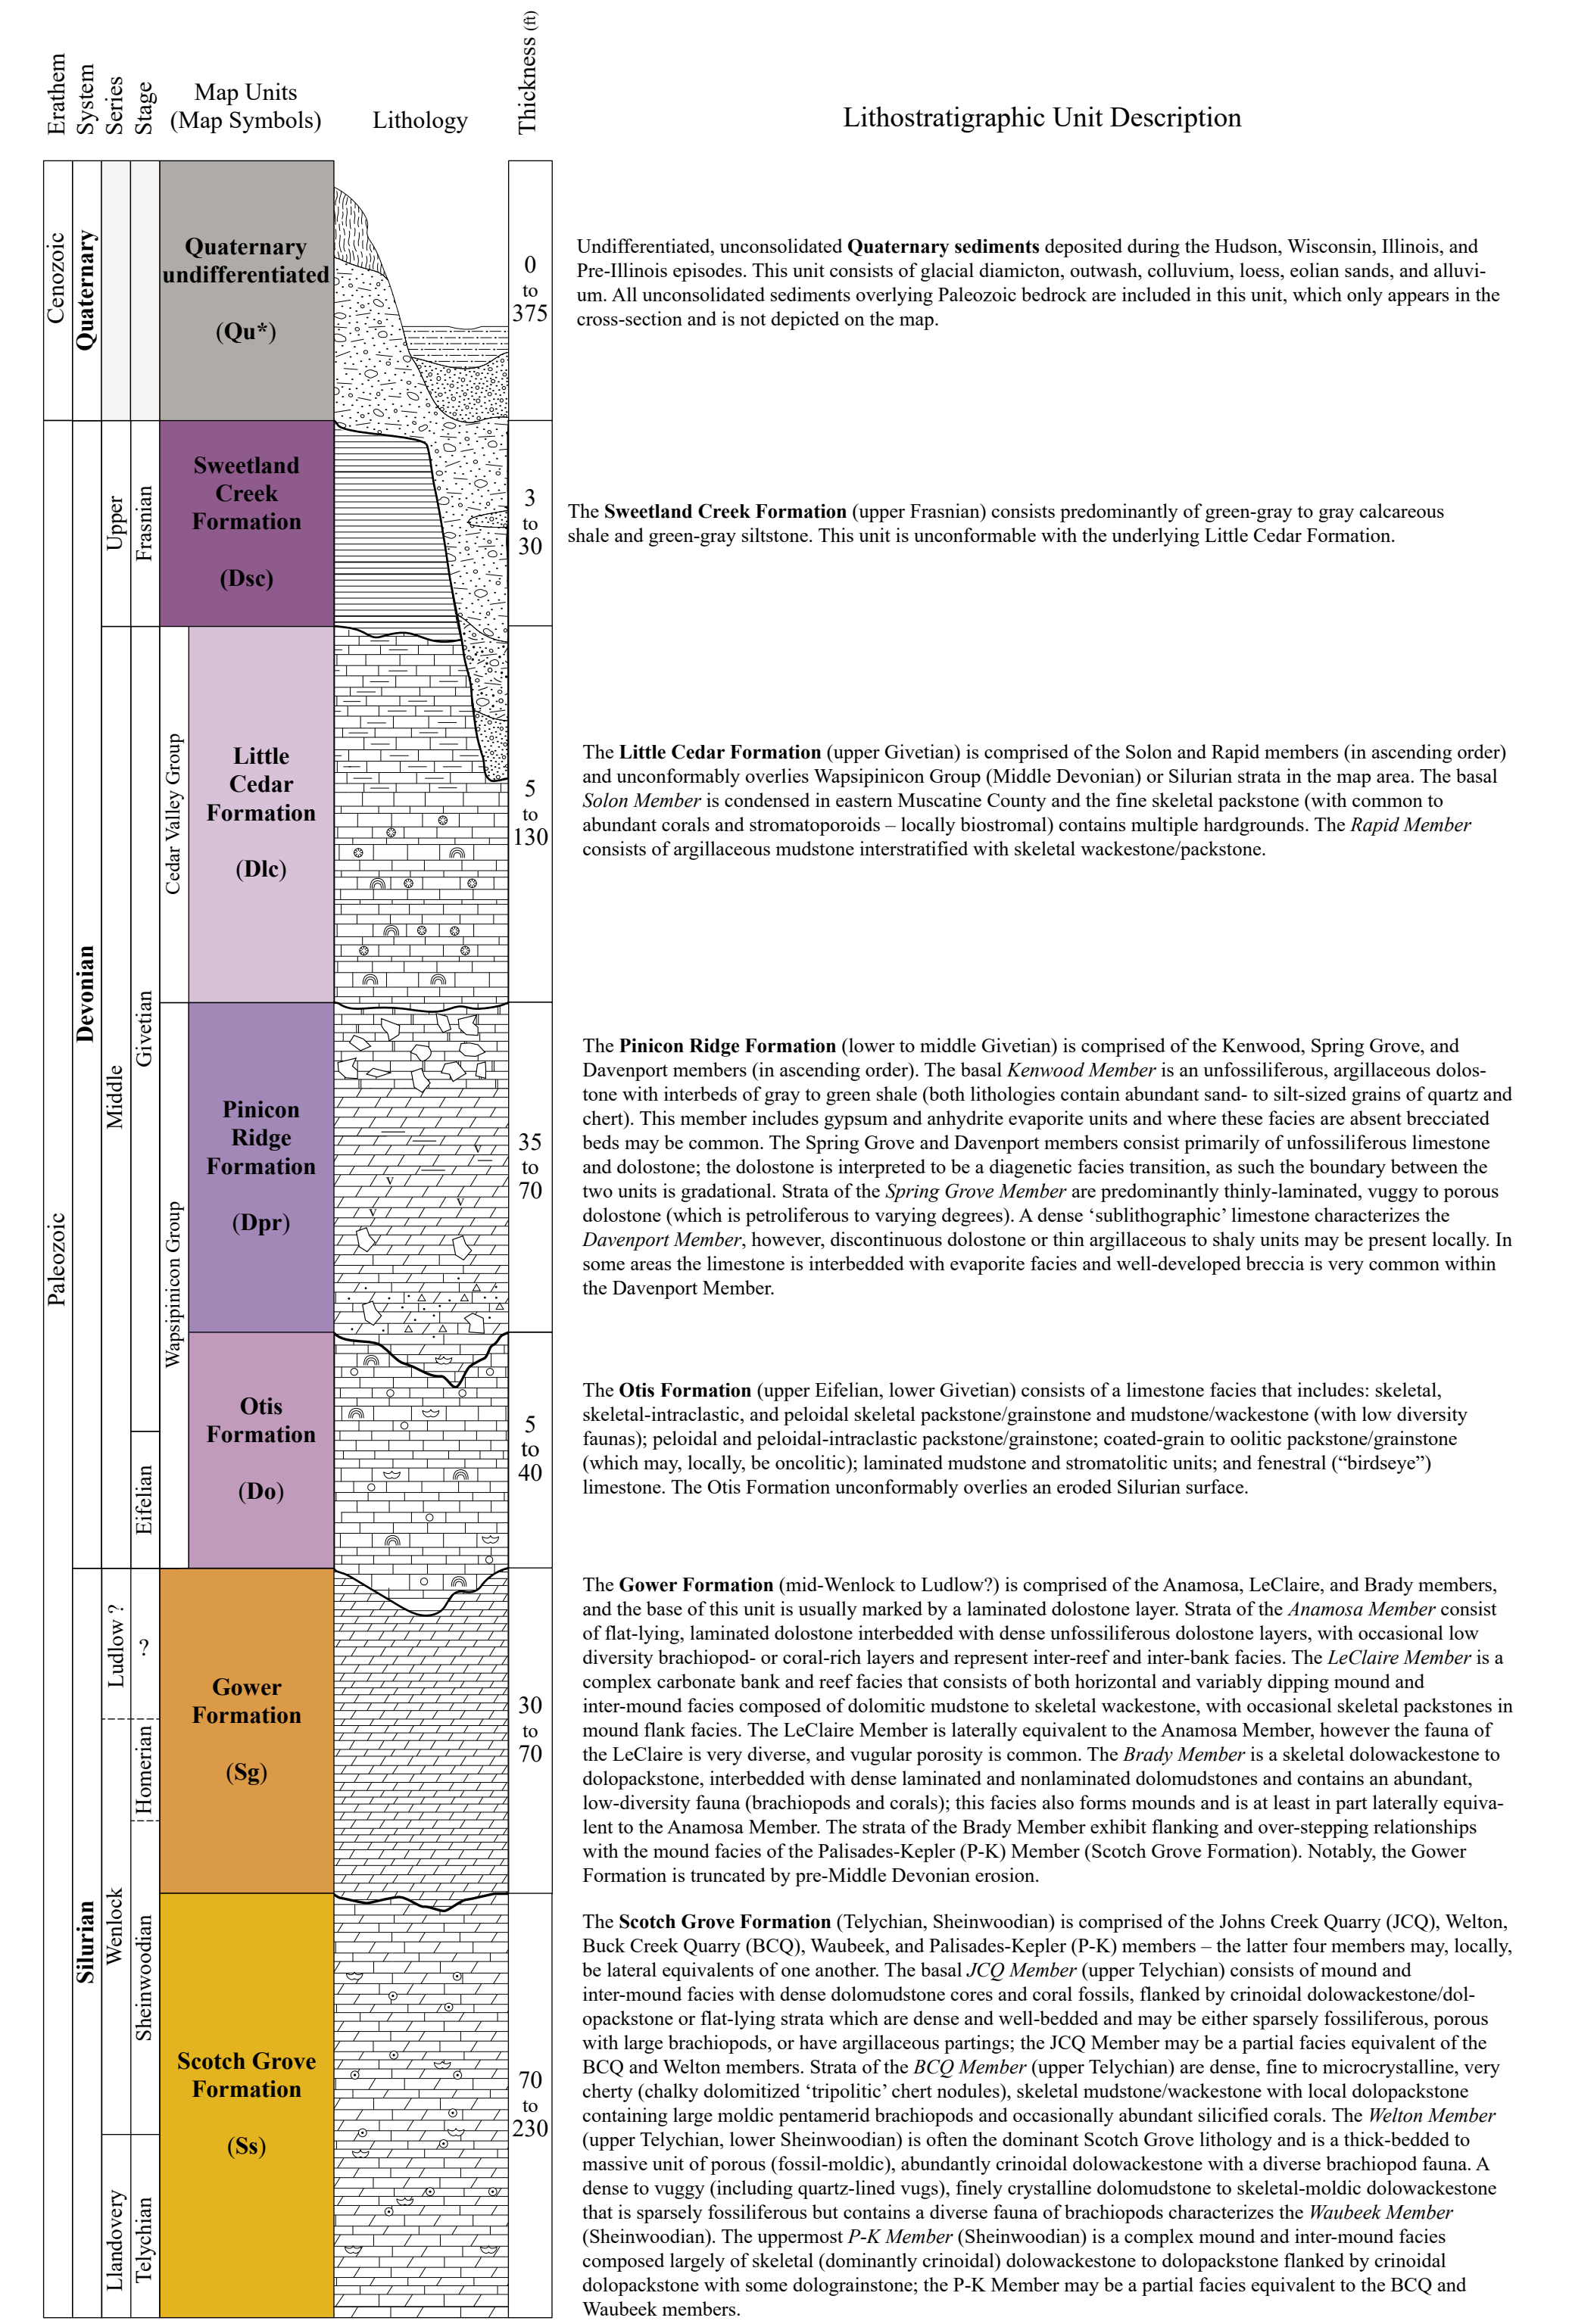 Erathem
System
Series
Stage
Map Units
(Map Symbols)
Lithology
Thickness (ft)
Lithostratigraphic Unit Description
Cenozoic
Quaternary
Quaternary
undifferentiated
(Qu*)
0
to
375
Undifferentiated, unconsolidated Quaternary sediments deposited during the Hudson, Wisconsin, Illinois, and
Pre-Illinois episodes. This unit consists of glacial diamicton, outwash, colluvium, loess, eolian sands, and alluvi-
um. All unconsolidated sediments overlying Paleozoic bedrock are included in this unit, which only appears in the
cross-section and is not depicted on the map.
Paleozoic
Devonian
Upper
Frasnian
Sweetland
Creek
Formation
(Dsc)
3
to
30
The Sweetland Creek Formation (upper Frasnian) consists predominantly of green-gray to gray calcareous
shale and green-gray siltstone. This unit is unconformable with the underlying Little Cedar Formation.
Middle
Givetian
Cedar Valley Group
Little
Cedar
Formation
(Dlc)
5
to
130
The Little Cedar Formation (upper Givetian) is comprised of the Solon and Rapid members (in ascending order)
and unconformably overlies Wapsipinicon Group (Middle Devonian) or Silurian strata in the map area. The basal
Solon Member is condensed in eastern Muscatine County and the fine skeletal packstone (with common to
abundant corals and stromatoporoids – locally biostromal) contains multiple hardgrounds. The Rapid Member
consists of argillaceous mudstone interstratified with skeletal wackestone/packstone.
Wapsipinicon Group
Pinicon
Ridge
Formation
(Dpr)
v
v
v
v
35
to
70
The Pinicon Ridge Formation (lower to middle Givetian) is comprised of the Kenwood, Spring Grove, and
Davenport members (in ascending order). The basal Kenwood Member is an unfossiliferous, argillaceous dolos-
tone with interbeds of gray to green shale (both lithologies contain abundant sand- to silt-sized grains of quartz and
chert). This member includes gypsum and anhydrite evaporite units and where these facies are absent brecciated
beds may be common. The Spring Grove and Davenport members consist primarily of unfossiliferous limestone
and dolostone; the dolostone is interpreted to be a diagenetic facies transition, as such the boundary between the
two units is gradational. Strata of the Spring Grove Member are predominantly thinly-laminated, vuggy to porous
dolostone (which is petroliferous to varying degrees). A dense ‘sublithographic’ limestone characterizes the
Davenport Member, however, discontinuous dolostone or thin argillaceous to shaly units may be present locally. In
some areas the limestone is interbedded with evaporite facies and well-developed breccia is very common within
the Davenport Member.
Eifelian
Otis
Formation
(Do)
5
to
40
The Otis Formation (upper Eifelian, lower Givetian) consists of a limestone facies that includes: skeletal,
skeletal-intraclastic, and peloidal skeletal packstone/grainstone and mudstone/wackestone (with low diversity
faunas); peloidal and peloidal-intraclastic packstone/grainstone; coated-grain to oolitic packstone/grainstone
(which may, locally, be oncolitic); laminated mudstone and stromatolitic units; and fenestral (“birdseye”)
limestone. The Otis Formation unconformably overlies an eroded Silurian surface.
Silurian
Ludlow ?
?
Homerian
Gower
Formation
(Sg)
30
to
70
The Gower Formation (mid-Wenlock to Ludlow?) is comprised of the Anamosa, LeClaire, and Brady members,
and the base of this unit is usually marked by a laminated dolostone layer. Strata of the Anamosa Member consist
of flat-lying, laminated dolostone interbedded with dense unfossiliferous dolostone layers, with occasional low
diversity brachiopod- or coral-rich layers and represent inter-reef and inter-bank facies. The LeClaire Member is a
complex carbonate bank and reef facies that consists of both horizontal and variably dipping mound and
inter-mound facies composed of dolomitic mudstone to skeletal wackestone, with occasional skeletal packstones in
mound flank facies. The LeClaire Member is laterally equivalent to the Anamosa Member, however the fauna of
the LeClaire is very diverse, and vugular porosity is common. The Brady Member is a skeletal dolowackestone to
dolopackstone, interbedded with dense laminated and nonlaminated dolomudstones and contains an abundant,
low-diversity fauna (brachiopods and corals); this facies also forms mounds and is at least in part laterally equiva-
lent to the Anamosa Member. The strata of the Brady Member exhibit flanking and over-stepping relationships
with the mound facies of the Palisades-Kepler (P-K) Member (Scotch Grove Formation). Notably, the Gower
Formation is truncated by pre-Middle Devonian erosion.
Wenlock
Sheinwoodian
Llandovery
Telychian
Scotch Grove
Formation
(Ss)
70
to
230
The Scotch Grove Formation (Telychian, Sheinwoodian) is comprised of the Johns Creek Quarry (JCQ), Welton,
Buck Creek Quarry (BCQ), Waubeek, and Palisades-Kepler (P-K) members – the latter four members may, locally,
be lateral equivalents of one another. The basal JCQ Member (upper Telychian) consists of mound and
inter-mound facies with dense dolomudstone cores and coral fossils, flanked by crinoidal dolowackestone/dol-
opackstone or flat-lying strata which are dense and well-bedded and may be either sparsely fossiliferous, porous
with large brachiopods, or have argillaceous partings; the JCQ Member may be a partial facies equivalent of the
BCQ and Welton members. Strata of the BCQ Member (upper Telychian) are dense, fine to microcrystalline, very
cherty (chalky dolomitized ‘tripolitic’ chert nodules), skeletal mudstone/wackestone with local dolopackstone
containing large moldic pentamerid brachiopods and occasionally abundant silicified corals. The Welton Member
(upper Telychian, lower Sheinwoodian) is often the dominant Scotch Grove lithology and is a thick-bedded to
massive unit of porous (fossil-moldic), abundantly crinoidal dolowackestone with a diverse brachiopod fauna. A
dense to vuggy (including quartz-lined vugs), finely crystalline dolomudstone to skeletal-moldic dolowackestone
that is sparsely fossiliferous but contains a diverse fauna of brachiopods characterizes the Waubeek Member
(Sheinwoodian). The uppermost P-K Member (Sheinwoodian) is a complex mound and inter-mound facies
composed largely of skeletal (dominantly crinoidal) dolowackestone to dolopackstone flanked by crinoidal
dolopackstone with some dolograinstone; the P-K Member may be a partial facies equivalent to the BCQ and
Waubeek members.